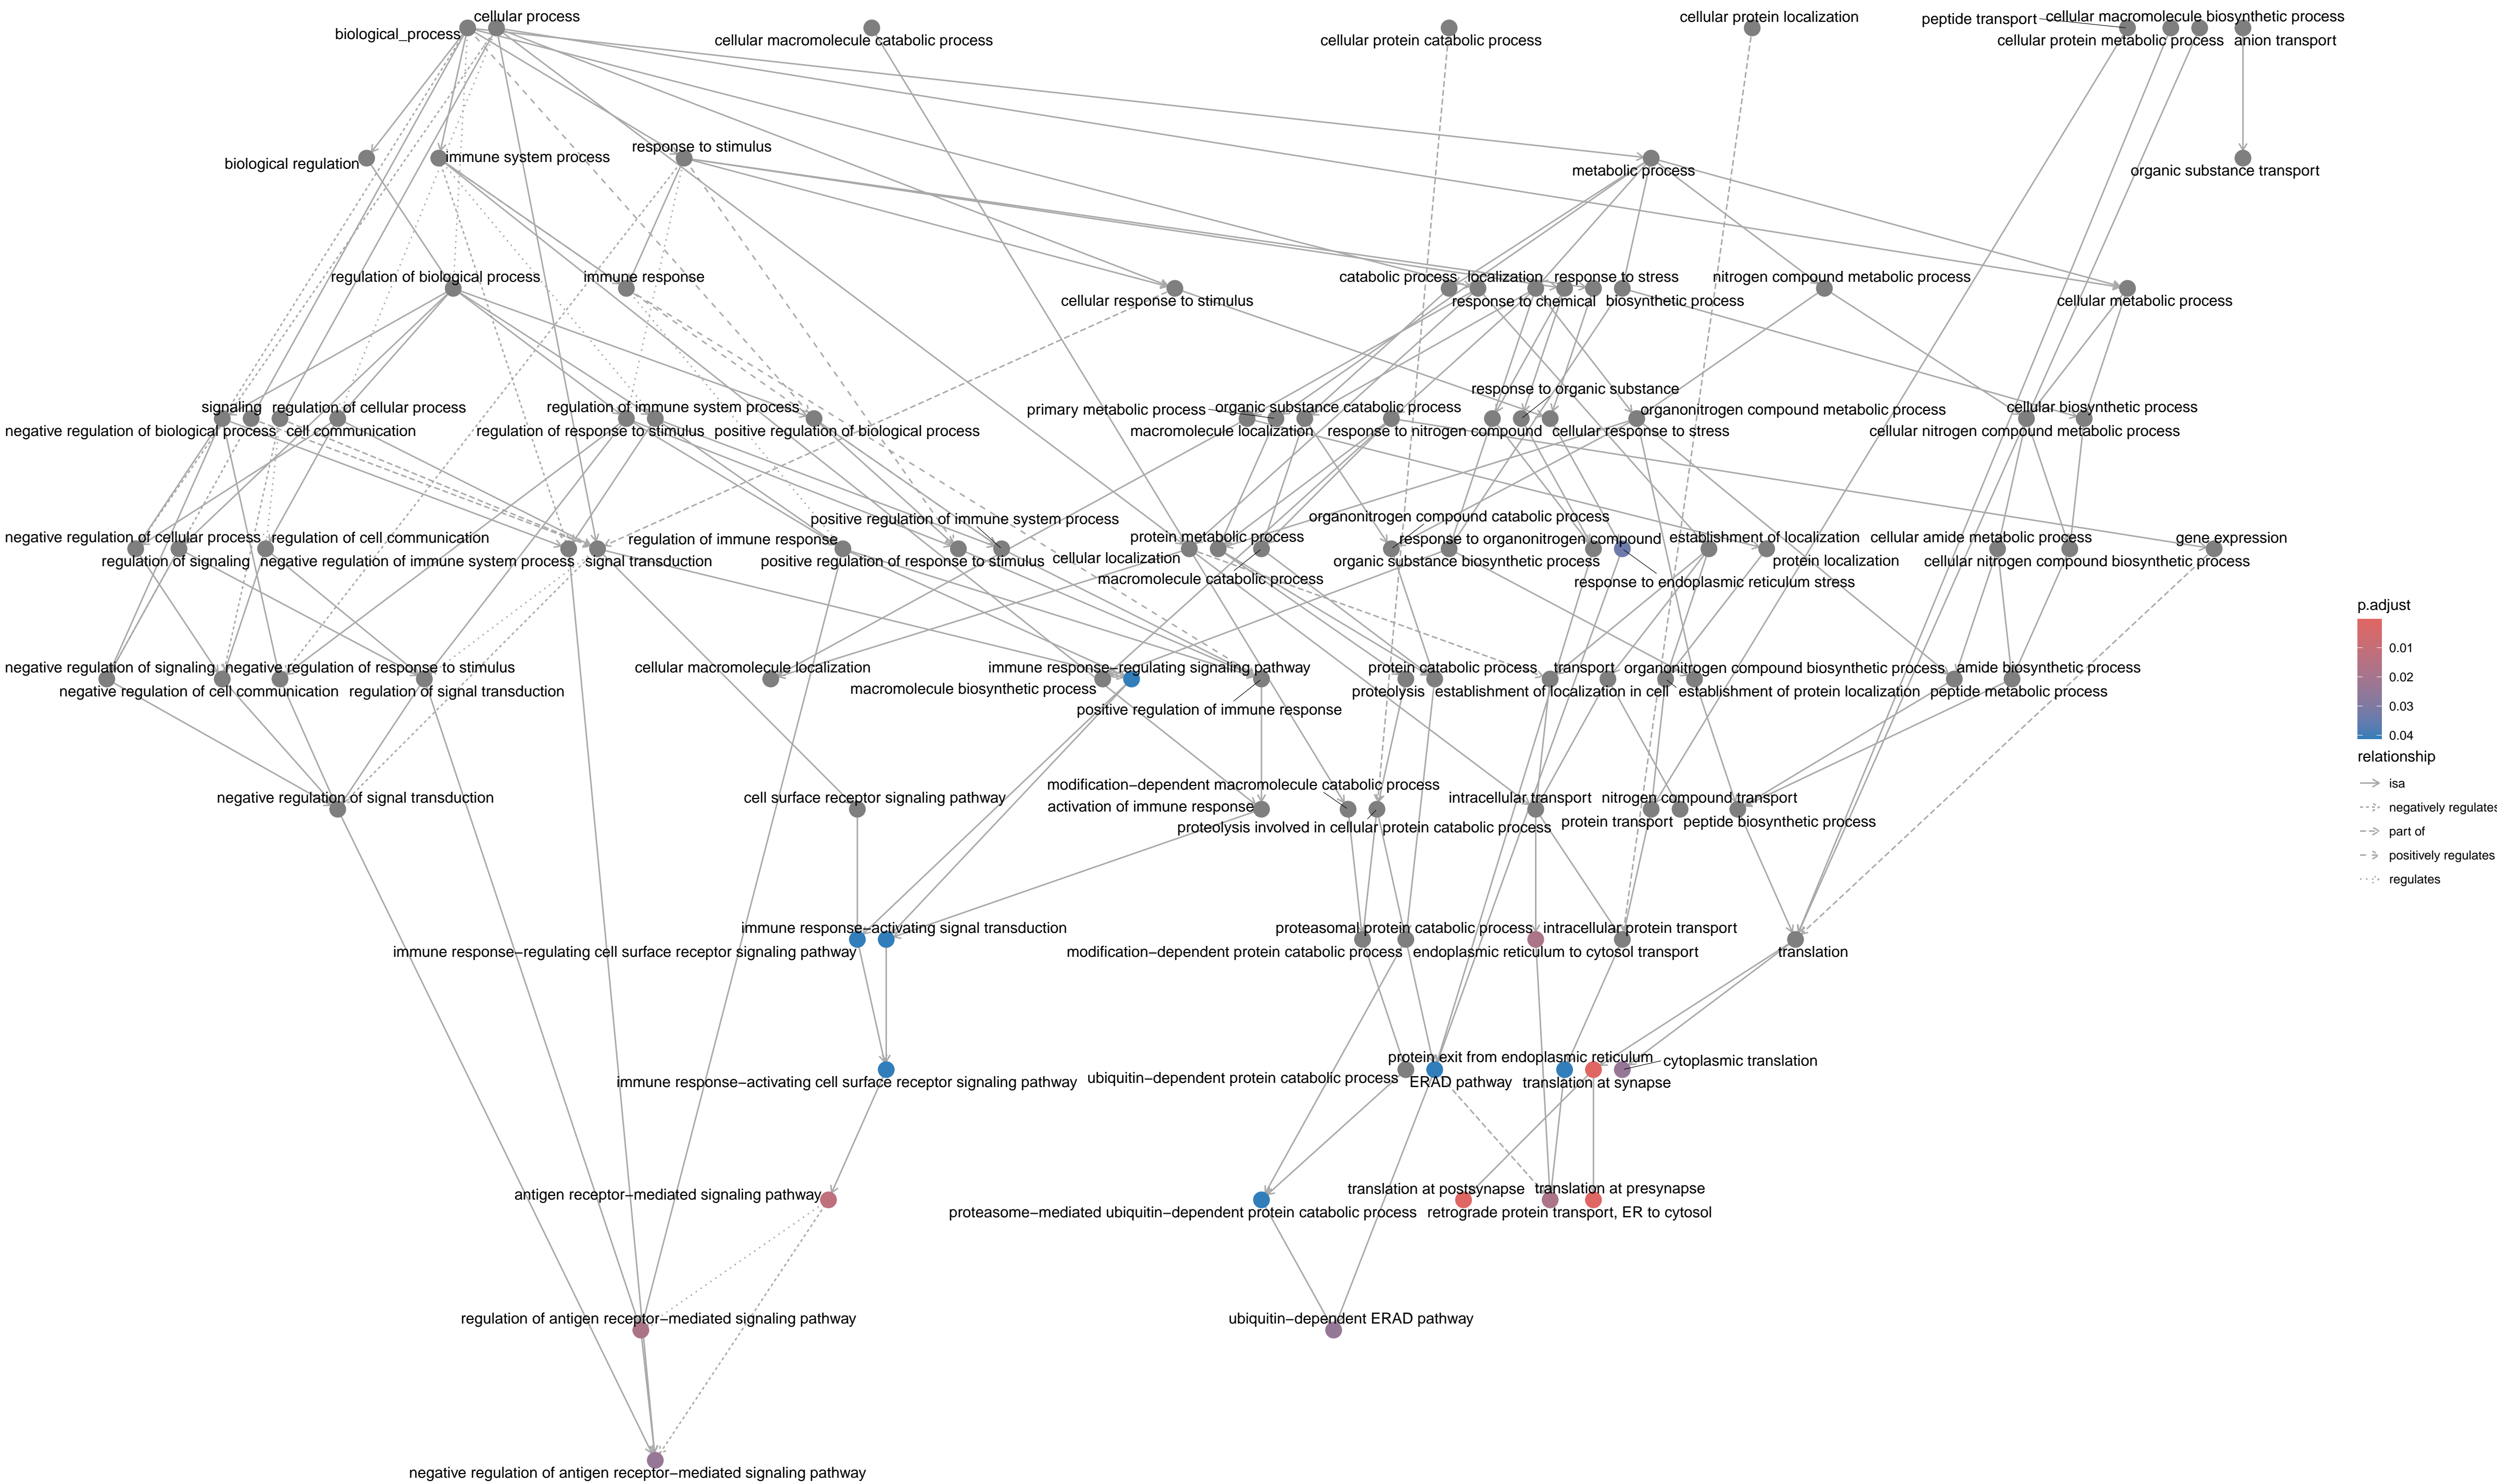 cellular process
biological_process
cellular macromolecule catabolic process
cellular protein catabolic process
cellular protein localization
peptide transport
cellular macromolecule biosynthetic process
cellular protein metabolic process
anion transport
biological regulation
immune system process
response to stimulus
metabolic process
organic substance transport
regulation of biological process
immune response
cellular response to stimulus
catabolic process
localization
response to stress
response to chemical
biosynthetic process
nitrogen compound metabolic process
cellular metabolic process
signaling
regulation of cellular process
negative regulation of biological process
cell communication
regulation of immune system process
regulation of response to stimulus
positive regulation of biological process
primary metabolic process
organic substance catabolic process
macromolecule localization
response to organic substance
response to nitrogen compound
cellular response to stress
organonitrogen compound metabolic process
cellular biosynthetic process
cellular nitrogen compound metabolic process
negative regulation of cellular process
regulation of cell communication
regulation of signaling
negative regulation of immune system process
signal transduction
regulation of immune response
positive regulation of immune system process
positive regulation of response to stimulus
cellular localization
protein metabolic process
macromolecule catabolic process
organonitrogen compound catabolic process
response to organonitrogen compound
organic substance biosynthetic process
response to endoplasmic reticulum stress
establishment of localization
protein localization
cellular amide metabolic process
cellular nitrogen compound biosynthetic process
gene expression
negative regulation of signaling
negative regulation of response to stimulus
negative regulation of cell communication
regulation of signal transduction
cellular macromolecule localization
immune response−regulating signaling pathway
macromolecule biosynthetic process
positive regulation of immune response
protein catabolic process
proteolysis
transport
establishment of localization in cell
organonitrogen compound biosynthetic process
establishment of protein localization
amide biosynthetic process
peptide metabolic process
negative regulation of signal transduction
cell surface receptor signaling pathway
modification−dependent macromolecule catabolic process
activation of immune response
proteolysis involved in cellular protein catabolic process
intracellular transport
nitrogen compound transport
protein transport
peptide biosynthetic process
immune response−activating signal transduction
immune response−regulating cell surface receptor signaling pathway
proteasomal protein catabolic process
intracellular protein transport
modification−dependent protein catabolic process
endoplasmic reticulum to cytosol transport
translation
immune response−activating cell surface receptor signaling pathway
protein exit from endoplasmic reticulum
cytoplasmic translation
ubiquitin−dependent protein catabolic process
ERAD pathway
translation at synapse
antigen receptor−mediated signaling pathway
translation at postsynapse
translation at presynapse
proteasome−mediated ubiquitin−dependent protein catabolic process
retrograde protein transport, ER to cytosol
regulation of antigen receptor−mediated signaling pathway
ubiquitin−dependent ERAD pathway
negative regulation of antigen receptor−mediated signaling pathway
p.adjust
0.01
0.02
0.03
0.04
relationship
isa
negatively regulates
part of
positively regulates
regulates